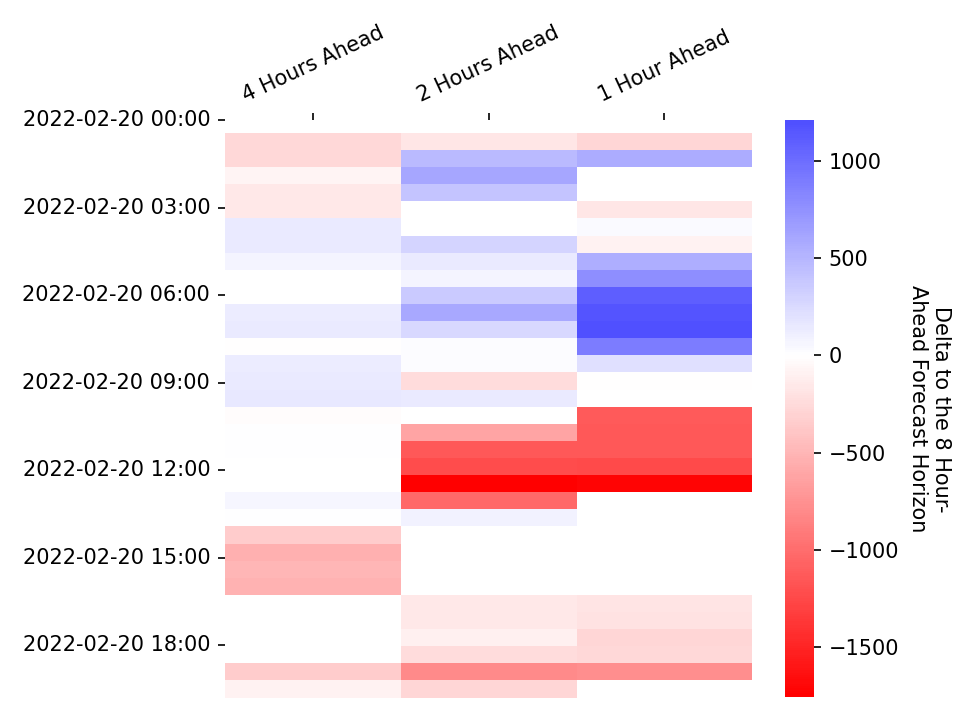 4 Hours Ahead
2 Hours Ahead
1 Hour Ahead
2022-02-20 00:00
2022-02-20 03:00
2022-02-20 06:00
2022-02-20 09:00
2022-02-20 12:00
2022-02-20 15:00
2022-02-20 18:00
1000
500
0
−500
−1000
−1500
Delta to the 8 Hour-
Ahead Forecast Horizon